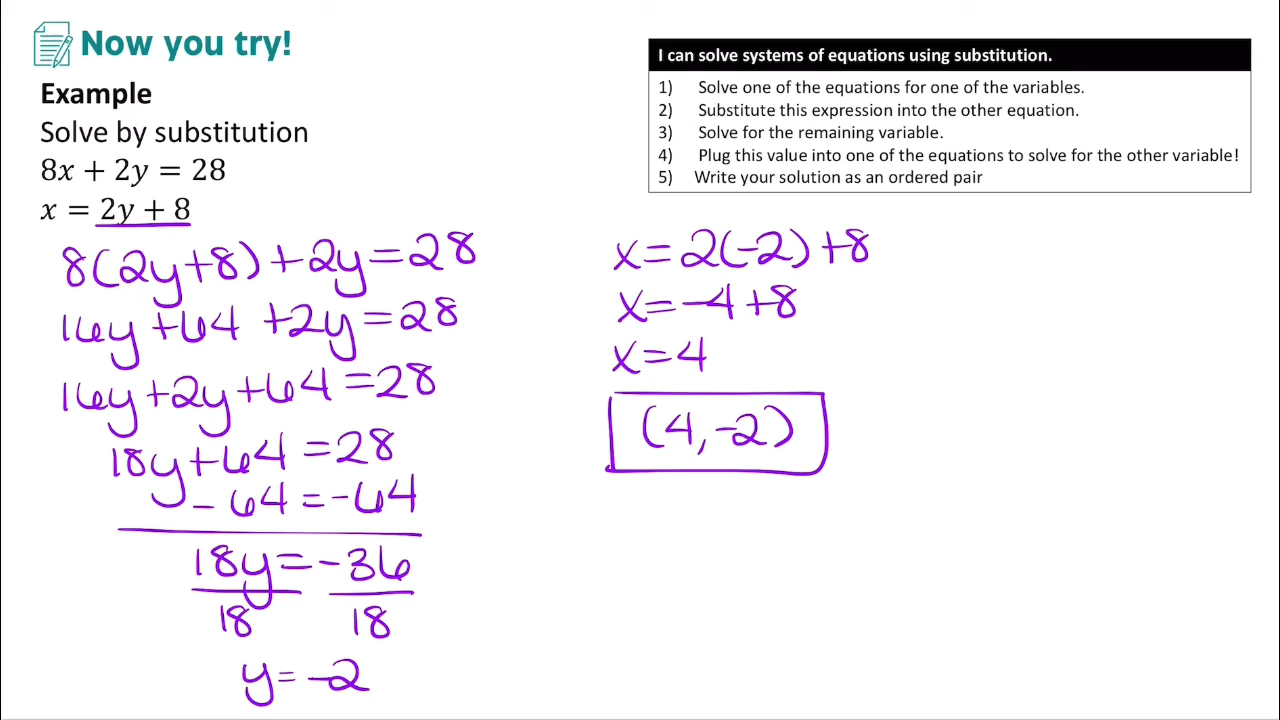 Now you try!
Example
Solve by substitution
8x + 2y = 28
x = 2y + 8
I can solve systems of equations using substitution.
1) Solve one of the equations for one of the variables.
2) Substitute this expression into the other equation.
3) Solve for the remaining variable.
4) Plug this value into one of the equations to solve for the other variable!
5) Write your solution as an ordered pair
8(2y+8)+2y=28
16y+64+2y=28
16y+2y+64=28
18y+64=28
-64=-64
18y=-36
18 18
y=-2
x=2(-2)+8
x=-4+8
x=4
(4,-2)